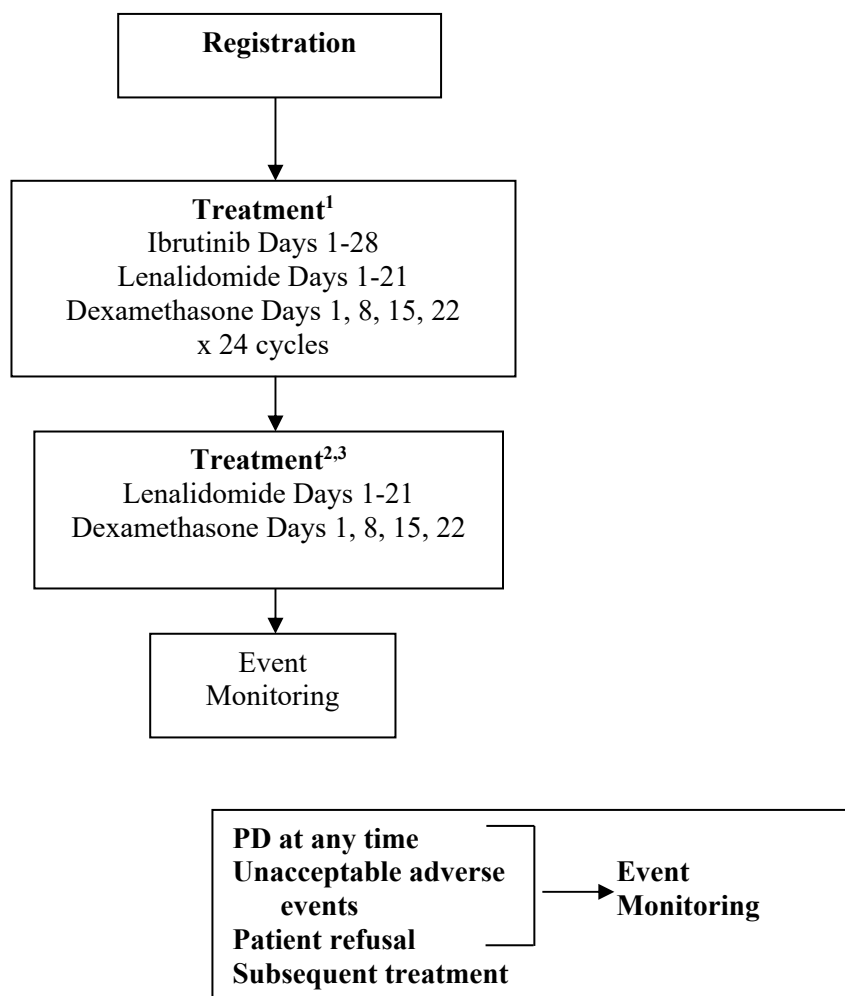 Registration
Treatment¹
Ibrutinib Days 1-28
Lenalidomide Days 1-21
Dexamethasone Days 1, 8, 15, 22
x 24 cycles
Treatment²,³
Lenalidomide Days 1-21
Dexamethasone Days 1, 8, 15, 22
Event
Monitoring
PD at any time
Unacceptable adverse
events
Patient refusal
Subsequent treatment
Event
Monitoring